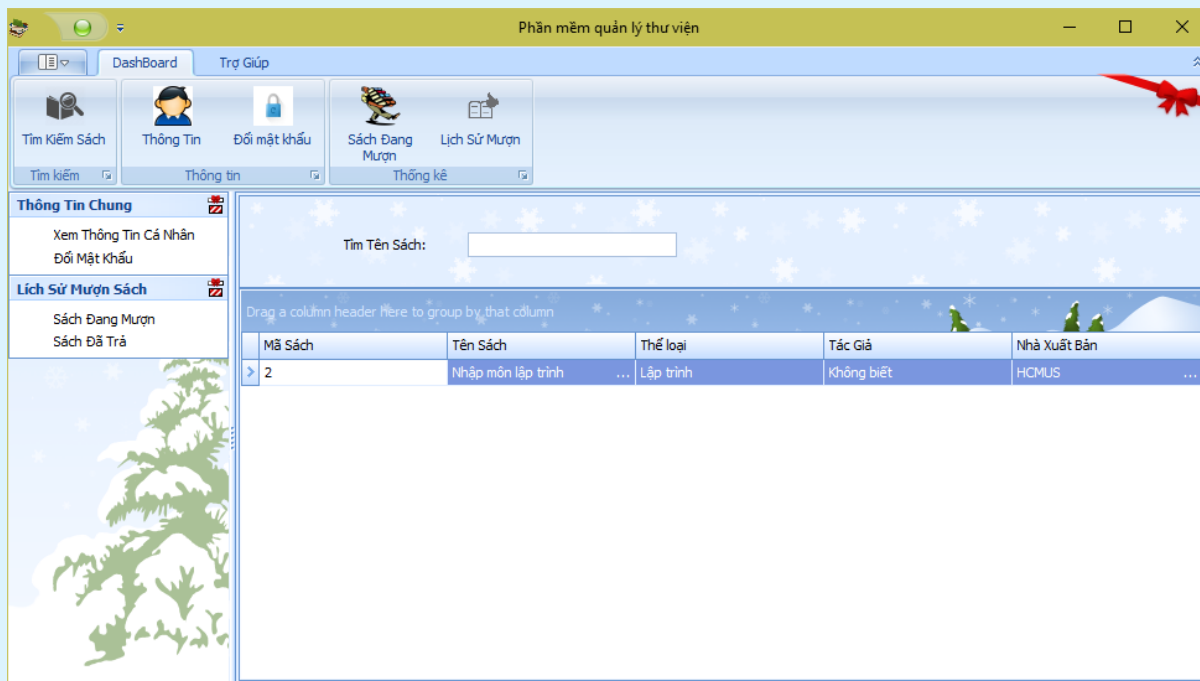 Phần mềm quản lý thư viện
DashBoard Trợ Giúp
Tìm Kiếm Sách Thông Tin Đổi mật khẩu Sách Đang Mượn Lịch Sử Mượn
Tìm kiếm Thông tin Thống kê
Thông Tin Chung
Xem Thông Tin Cá Nhân
Đổi Mật Khẩu
Lích Sử Mượn Sách
Sách Đang Mượn
Sách Đã Trả
Tìm Tên Sách:
Drag a column header here to group by that column
Mã Sách Tên Sách Thể loại Tác Giả Nhà Xuất Bản
2 Nhập môn lập trình ... Lập trình Không biết HCMUS ...